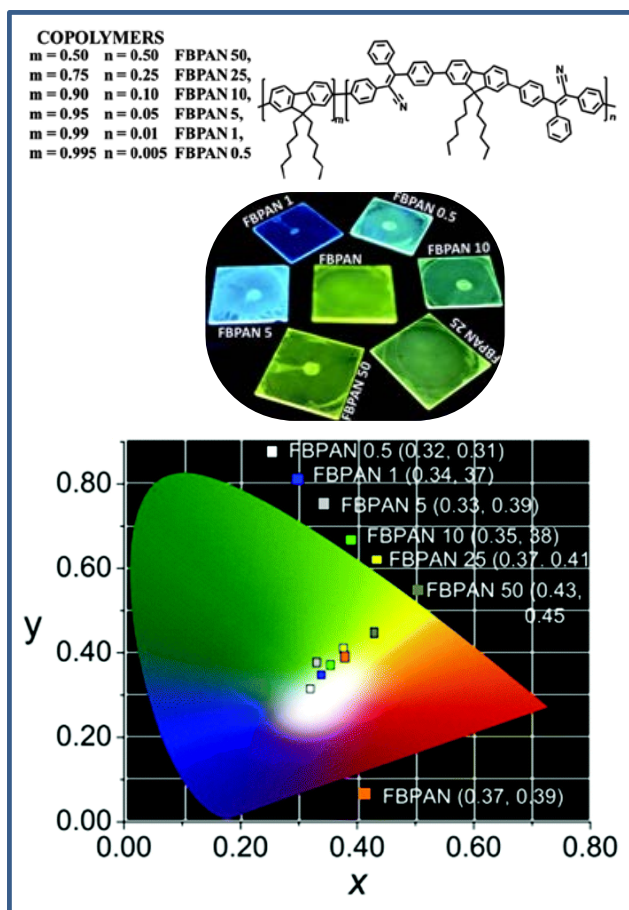 COPOLYMERS
m = 0.50 n = 0.50 FBPAN 50,
m = 0.75 n = 0.25 FBPAN 25,
m = 0.90 n = 0.10 FBPAN 10,
m = 0.95 n = 0.05 FBPAN 5,
m = 0.99 n = 0.01 FBPAN 1,
m = 0.995 n = 0.005 FBPAN 0.5
m
CN
CN
n
FBPAN 1
FBPAN 0.5
FBPAN 5
FBPAN
FBPAN 10
FBPAN 50
FBPAN 25
FBPAN 0.5 (0.32, 0.31)
FBPAN 1 (0.34, 37)
FBPAN 5 (0.33, 0.39)
FBPAN 10 (0.35, 38)
FBPAN 25 (0.37. 0.41
FBPAN 50 (0.43,
0.45
FBPAN (0.37, 0.39)
y
0.80
0.60
0.40
0.20
0.00
0.00 0.20 0.40 0.60 0.80
x